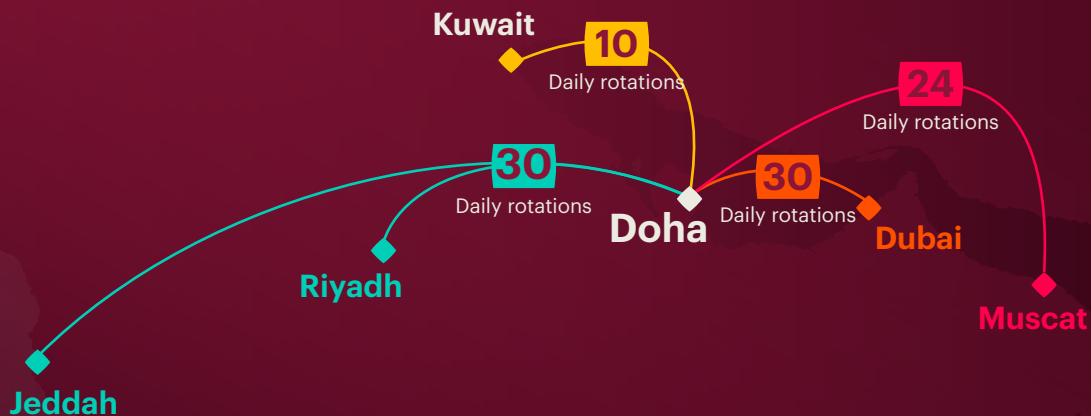 Kuwait
10
Daily rotations
24
Daily rotations
30
Daily rotations
30
Daily rotations
Doha
Dubai
Riyadh
Muscat
Jeddah